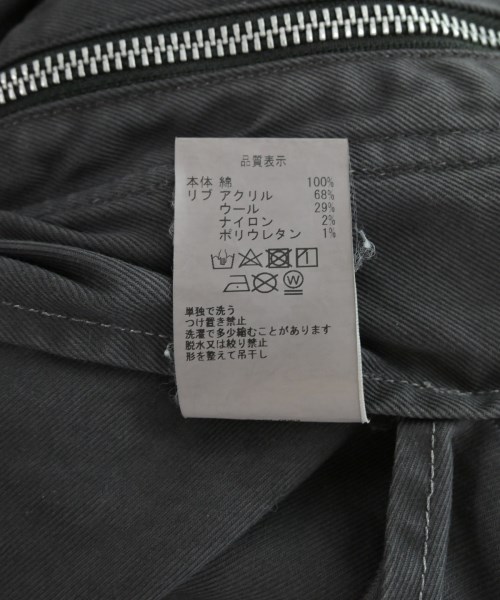 品質表示
本体 綿 100%
リブ アクリル 68%
ウール 29%
ナイロン 2%
ポリウレタン 1%
W
単独で洗う
つけ置き禁止
洗濯で多少縮むことがあります
脱水又は絞り禁止
形を整えて吊干し